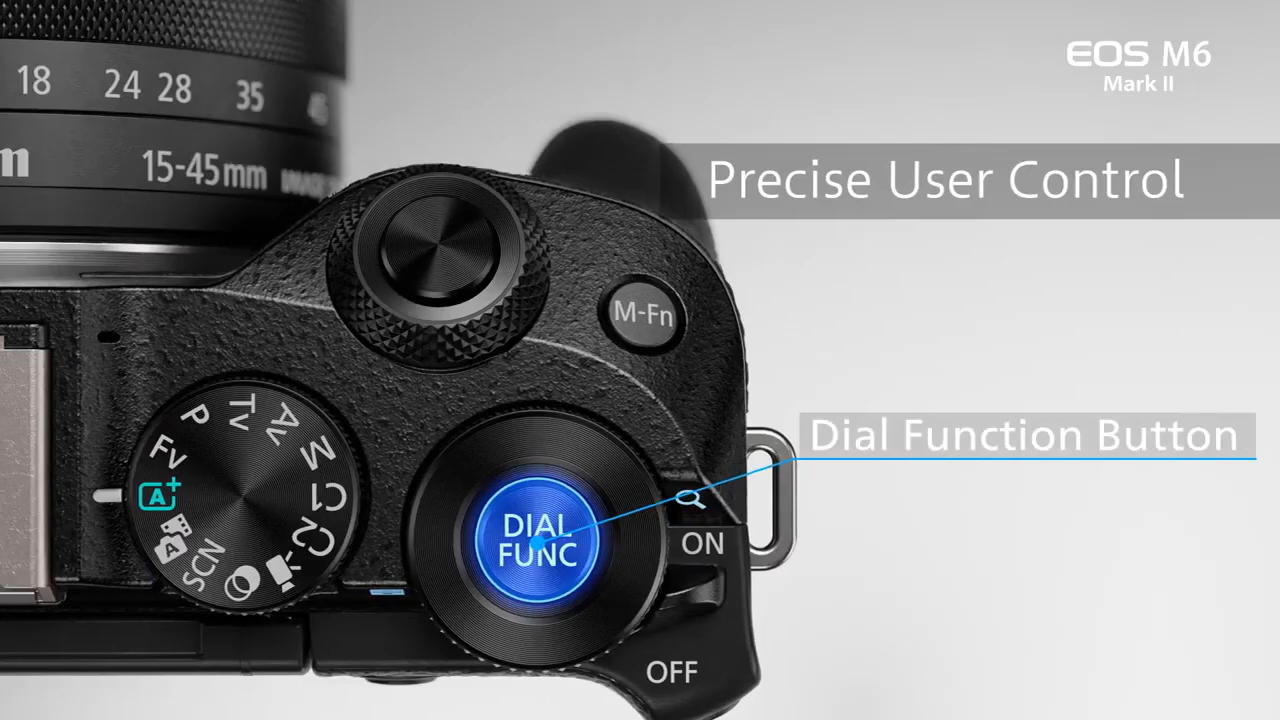 EOS M6
Mark II
18 24 28 35 45
15-45mm
Precise User Control
M-Fn
Dial Function Button
P
Tv
Av
M
Fv
A+
C1
C2
A
SCN
DIAL
FUNC
ON
OFF